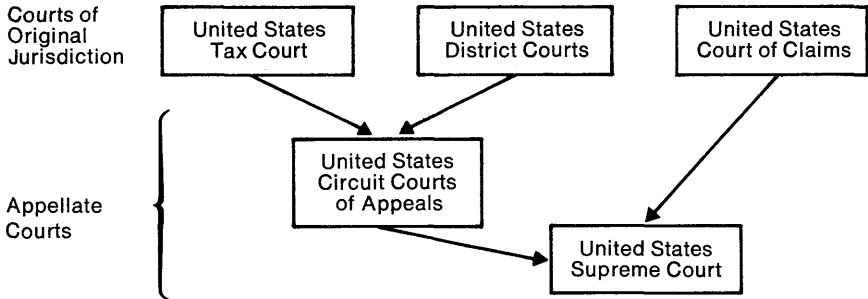 Courts of
Original
Jurisdiction
United States
Tax Court
United States
District Courts
United States
Court of Claims
United States
Circuit Courts
of Appeals
Appellate
Courts
United States
Supreme Court